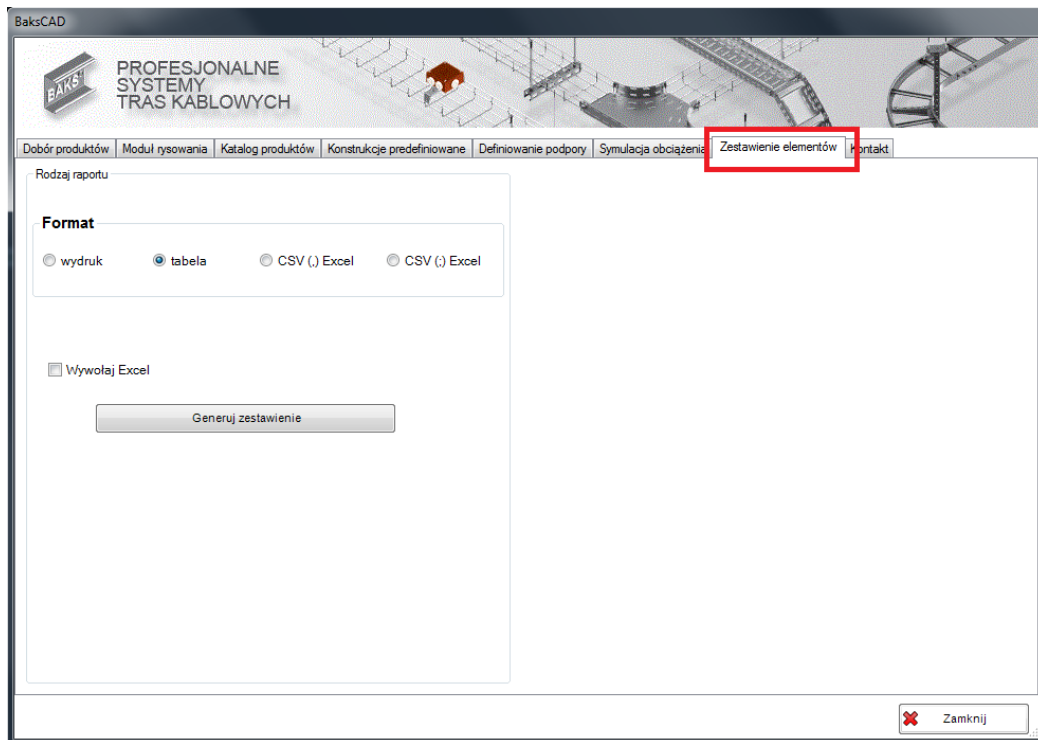 BaksCAD
BAKS
PROFESJONALNE
SYSTEMY
TRAS KABLOWYCH
Dobór produktów Moduł rysowania Katalog produktów Konstrukcje predefiniowane Definiowanie podpory Symulacja obciążenia Zestawienie elementów Kontakt
Rodzaj raportu
Format
wydruk tabela CSV (,) Excel CSV (;) Excel
Wywołaj Excel
Generuj zestawienie
Zamknij